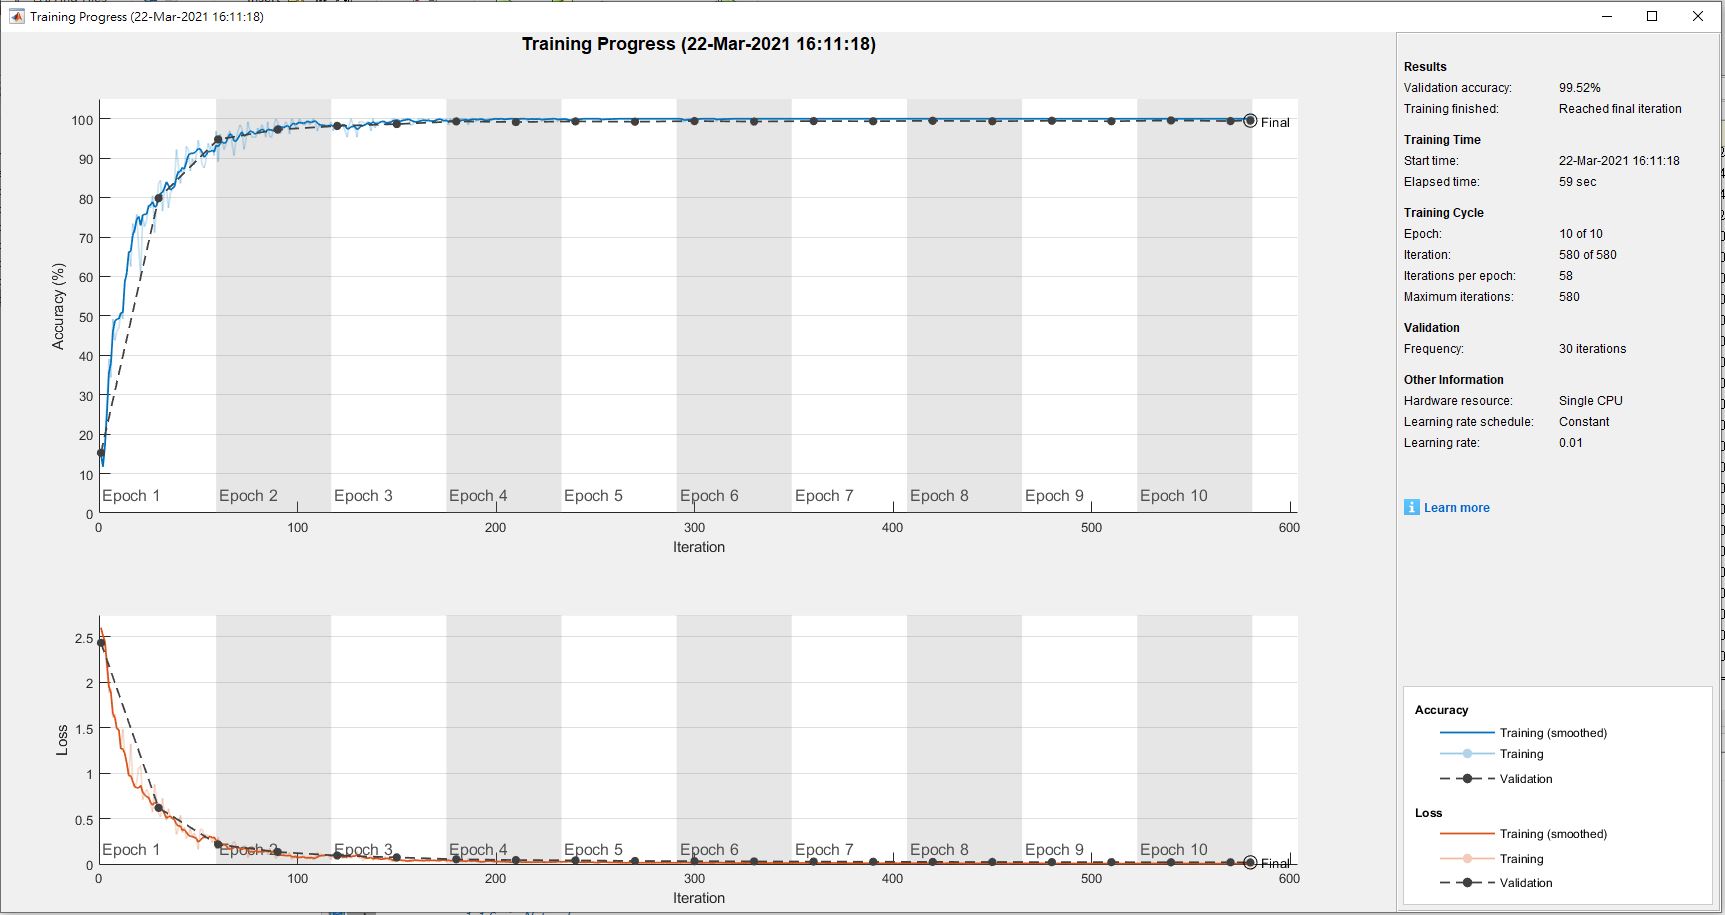 Training Progress (22-Mar-2021 16:11:18)
Training Progress (22-Mar-2021 16:11:18)
100
90
80
70
60
50
40
30
20
10
0
Accuracy (%)
Final
Epoch 1 Epoch 2 Epoch 3 Epoch 4 Epoch 5 Epoch 6 Epoch 7 Epoch 8 Epoch 9 Epoch 10
0 100 200 300 400 500 600
Iteration
2.5
2
1.5
1
0.5
0
Loss
Epoch 1 Epoch 2 Epoch 3 Epoch 4 Epoch 5 Epoch 6 Epoch 7 Epoch 8 Epoch 9 Epoch 10
Final
0 100 200 300 400 500 600
Iteration
Results
Validation accuracy: 99.52%
Training finished: Reached final iteration
Training Time
Start time: 22-Mar-2021 16:11:18
Elapsed time: 59 sec
Training Cycle
Epoch: 10 of 10
Iteration: 580 of 580
Iterations per epoch: 58
Maximum iterations: 580
Validation
Frequency: 30 iterations
Other Information
Hardware resource: Single CPU
Learning rate schedule: Constant
Learning rate: 0.01
Learn more
Accuracy
Training (smoothed)
Training
Validation
Loss
Training (smoothed)
Training
Validation